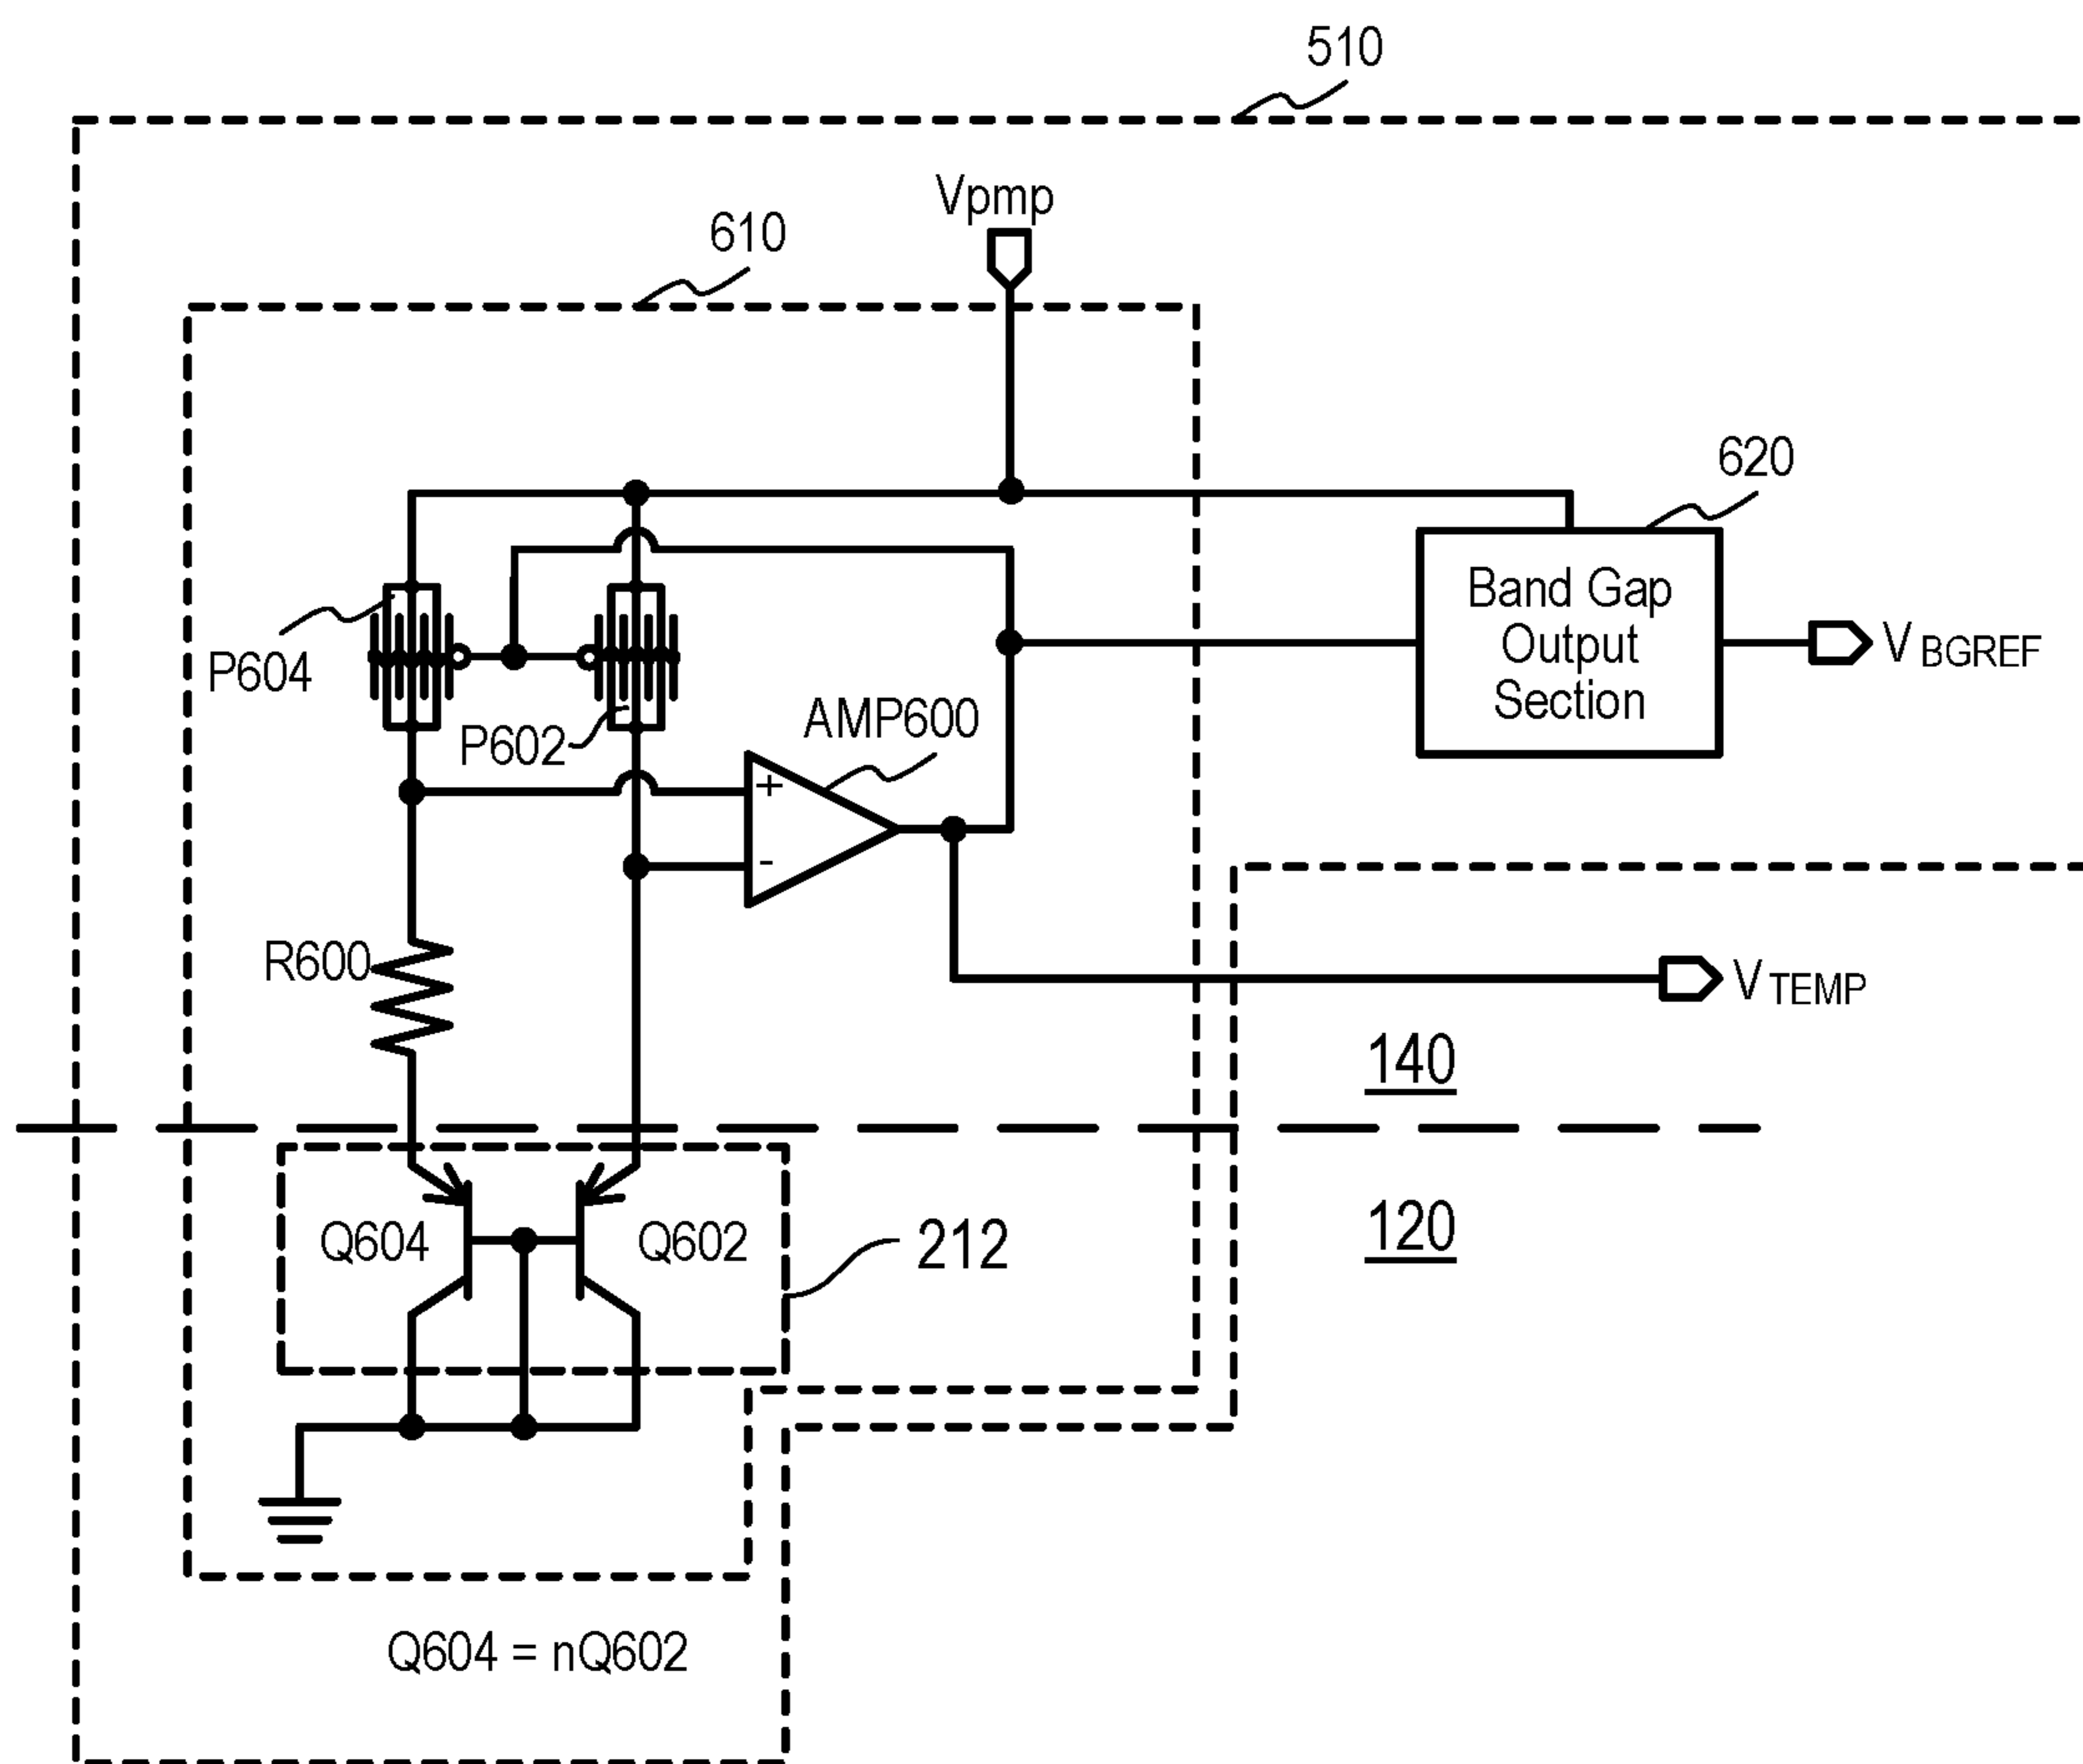 510
Vpmp
610
620
Band Gap
Output
Section
V BGREF
P604
P602
AMP600
+
-
R600
V TEMP
140
120
Q604
Q602
212
Q604 = nQ602